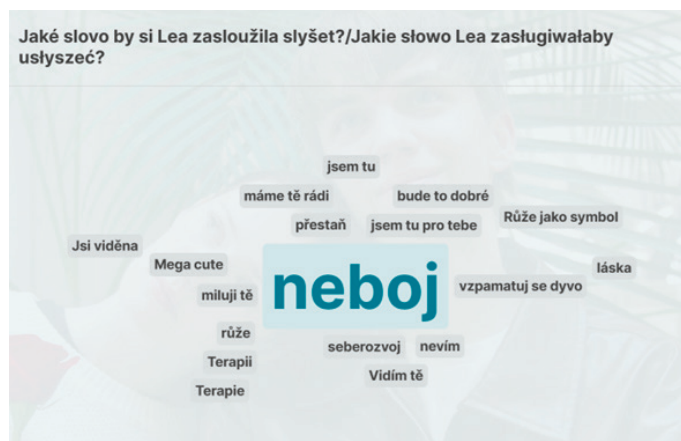 Jaké slovo by si Lea zasloužila slyšet?/Jakie słowo Lea zasługiwałaby
usłyszeć?
jsem tu
máme tě rádi
bude to dobré
Růže jako symbol
přestaň
jsem tu pro tebe
Jsi viděna
Mega cute
láska
neboj
vzpamatuj se dyvo
miluji tě
růže
seberozvoj
nevím
Terapii
Vidím tě
Terapie